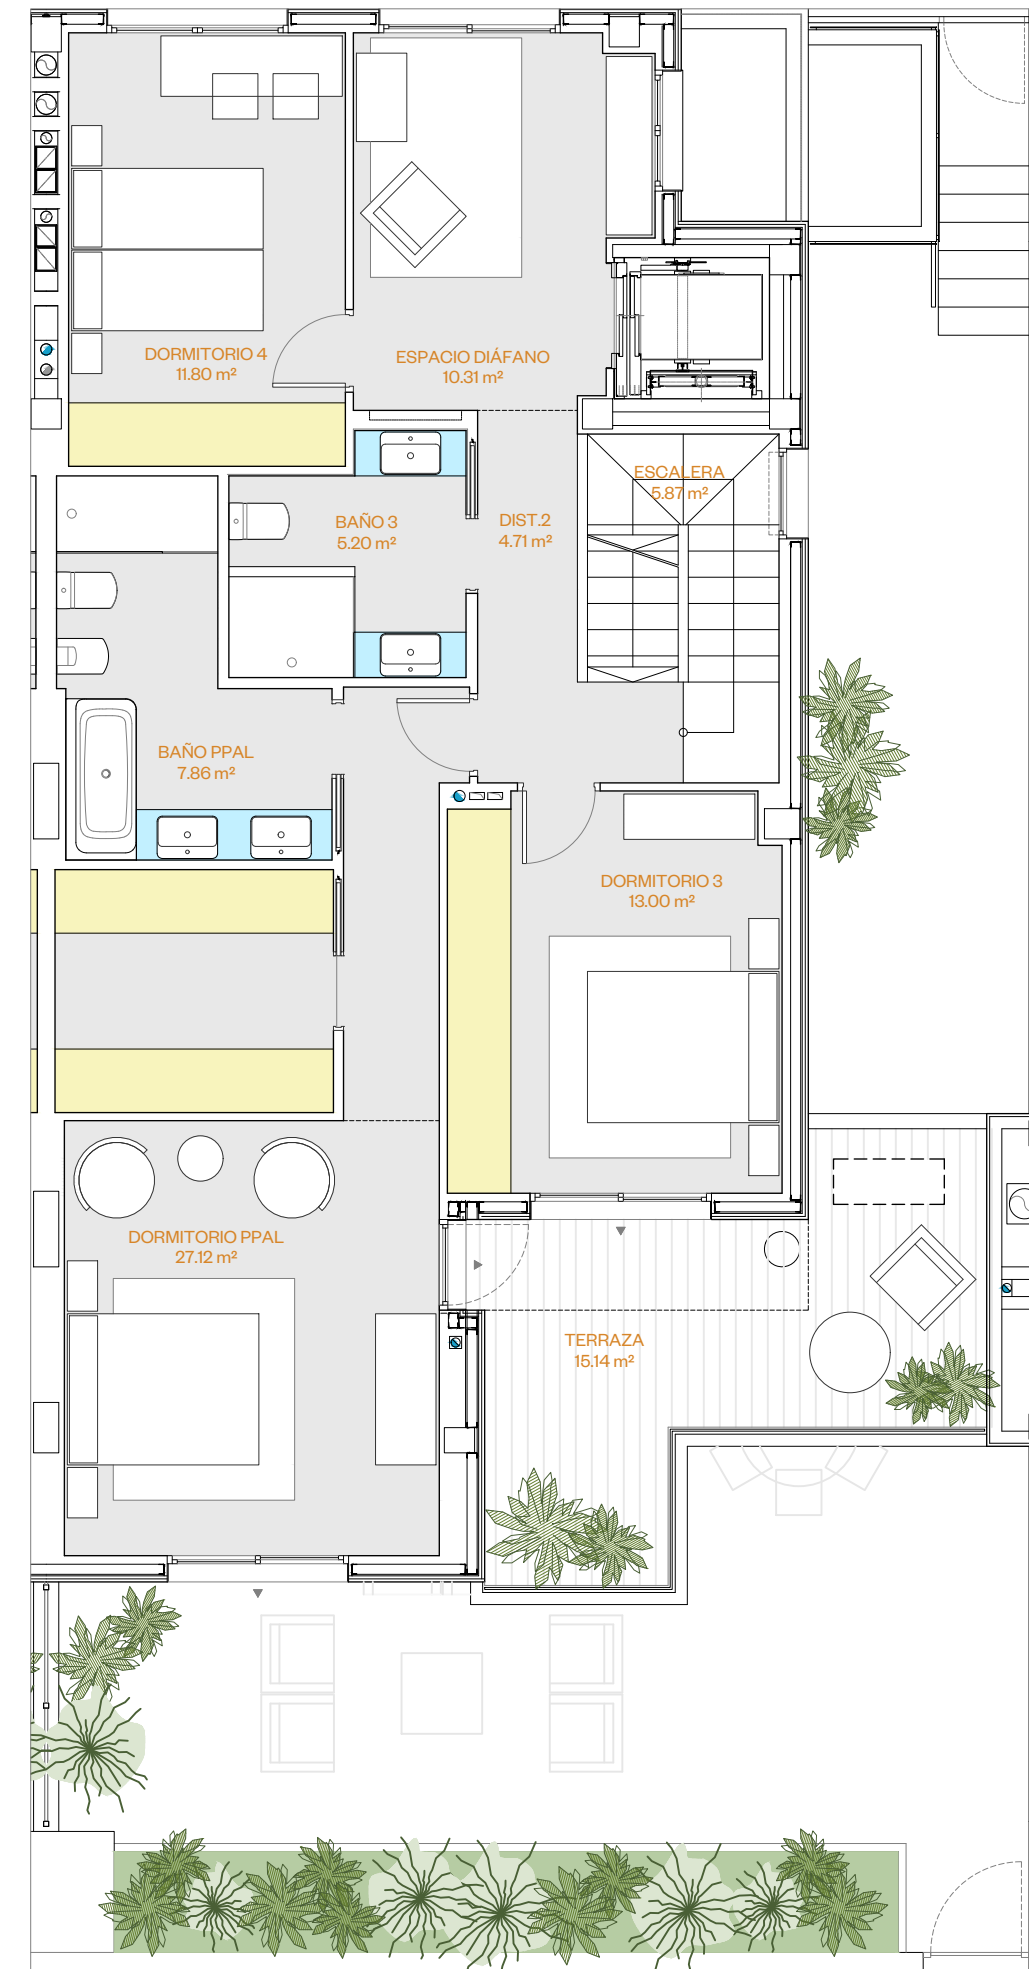 DORMITORIO 4
11.80 m²
ESPACIO DIÁFANO
10.31 m²
ESCALERA
5.87 m²
BAÑO 3
5.20 m²
DIST.2
4.71 m²
BAÑO PPAL
7.86 m²
DORMITORIO 3
13.00 m²
DORMITORIO PPAL
27.12 m²
TERRAZA
15.14 m²